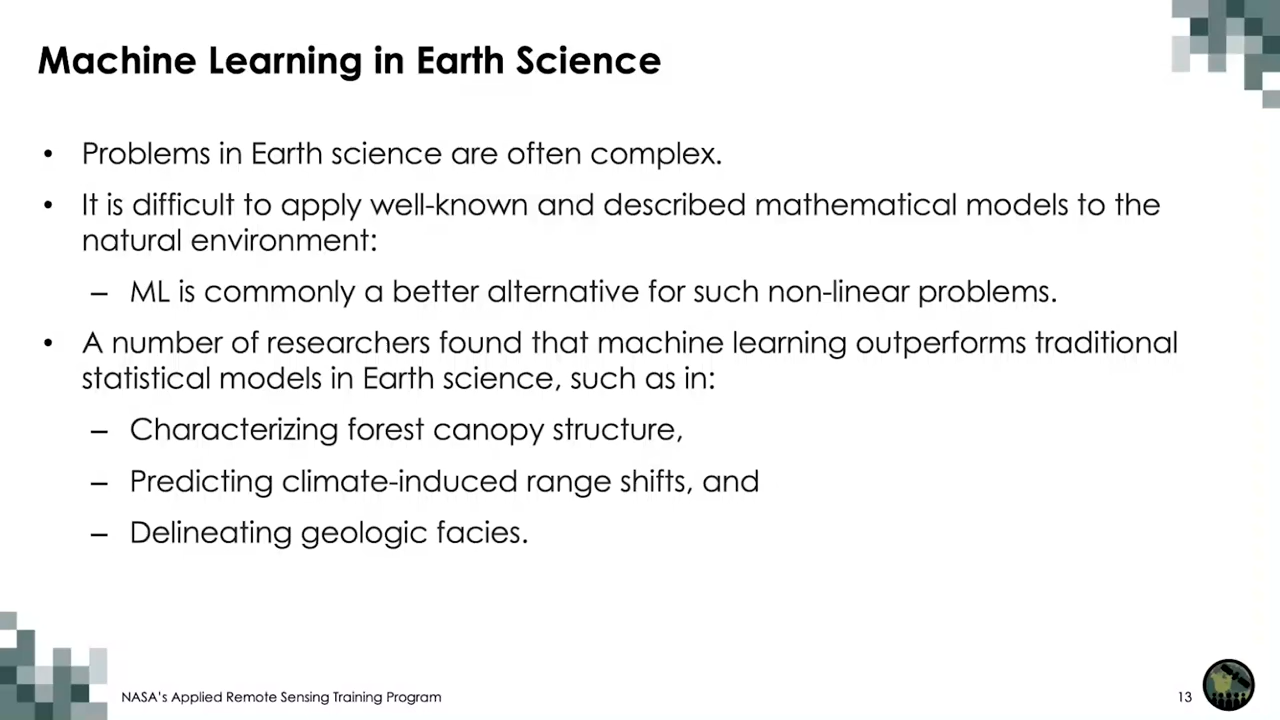 Machine Learning in Earth Science
• Problems in Earth science are often complex.
• It is difficult to apply well-known and described mathematical models to the
natural environment:
– ML is commonly a better alternative for such non-linear problems.
• A number of researchers found that machine learning outperforms traditional
statistical models in Earth science, such as in:
– Characterizing forest canopy structure,
– Predicting climate-induced range shifts, and
– Delineating geologic facies.
NASA's Applied Remote Sensing Training Program
13